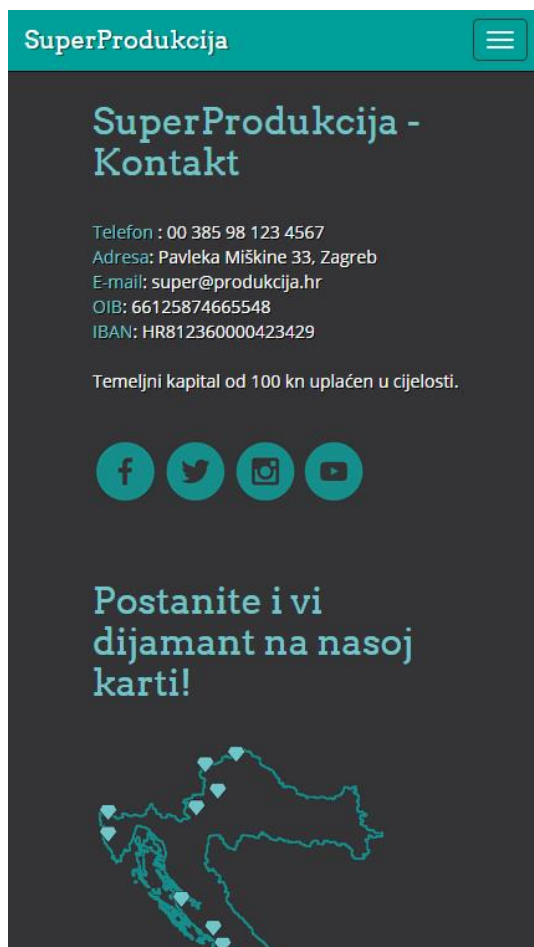 SuperProdukcija
SuperProdukcija -
Kontakt
Telefon : 00 385 98 123 4567
Adresa: Pavleka Miškine 33, Zagreb
E-mail: super@produkcija.hr
OIB: 66125874665548
IBAN: HR812360000423429
Temeljni kapital od 100 kn uplaćen u cijelosti.
Postanite i vi
dijamant na nasoj
karti!